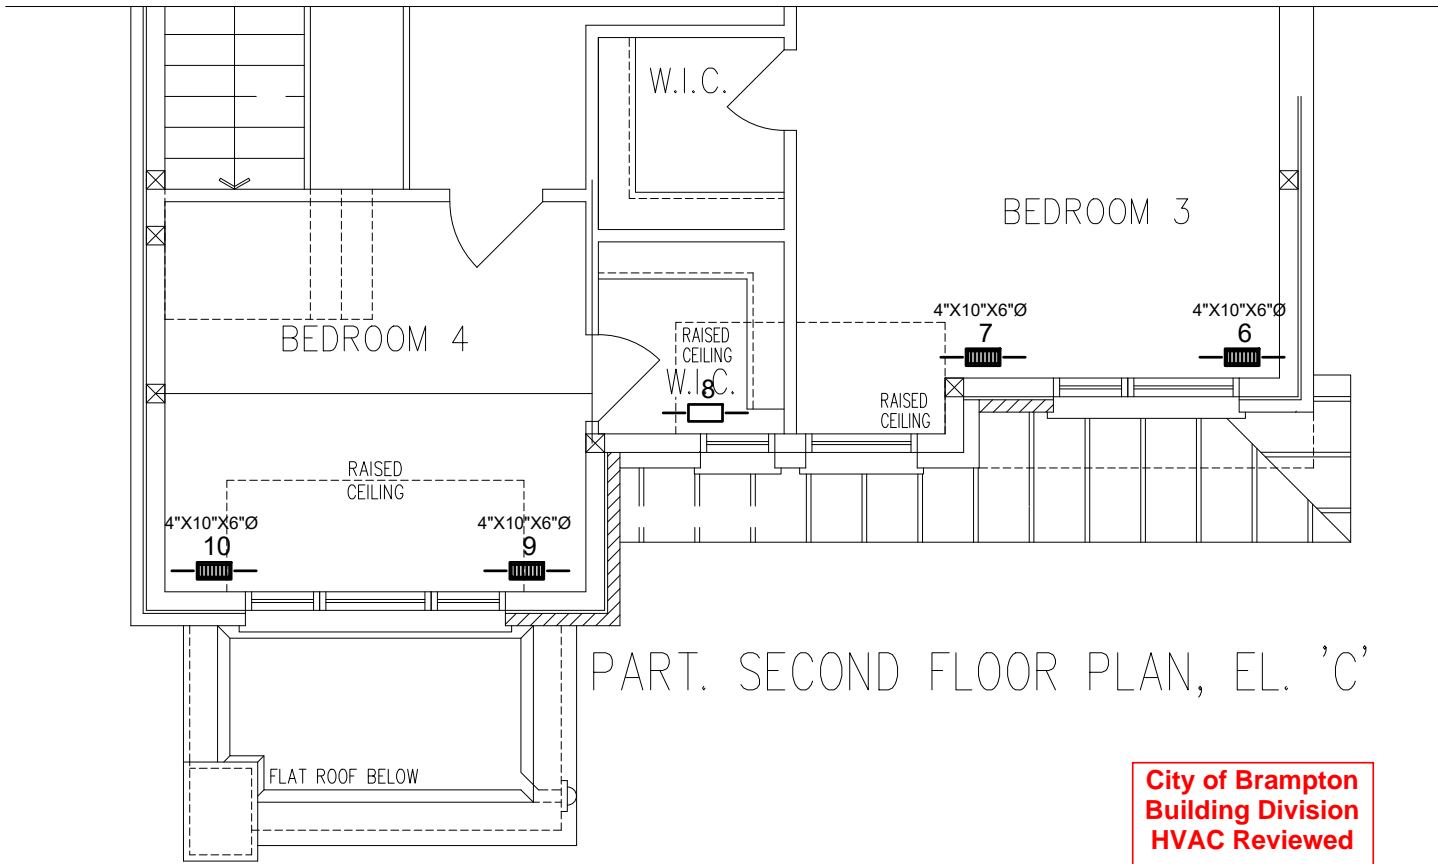 W.I.C.
BEDROOM 3
4"X10"X6"Ø
7
4"X10"X6"Ø
6
BEDROOM 4
RAISED
CEILING
W.I.C.
8
RAISED
CEILING
RAISED
CEILING
4"X10"X6"Ø
10
4"X10"X6"Ø
9
PART. SECOND FLOOR PLAN, EL. 'C'
FLAT ROOF BELOW
City of Brampton
Building Division
HVAC Reviewed